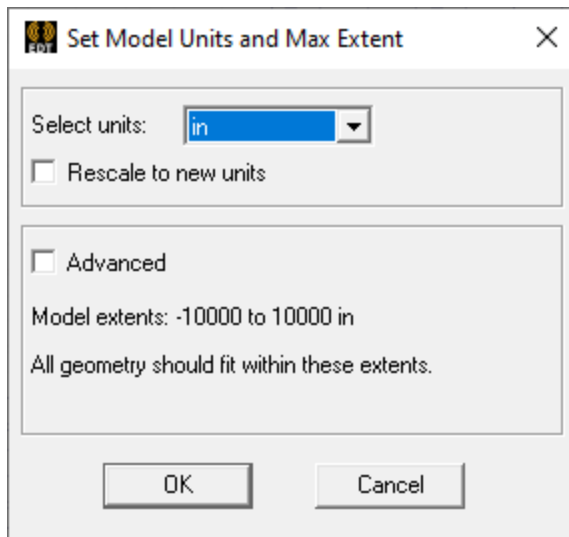 EDT
Set Model Units and Max Extent
Select units:
in
Rescale to new units
Advanced
Model extents: -10000 to 10000 in
All geometry should fit within these extents.
OK
Cancel